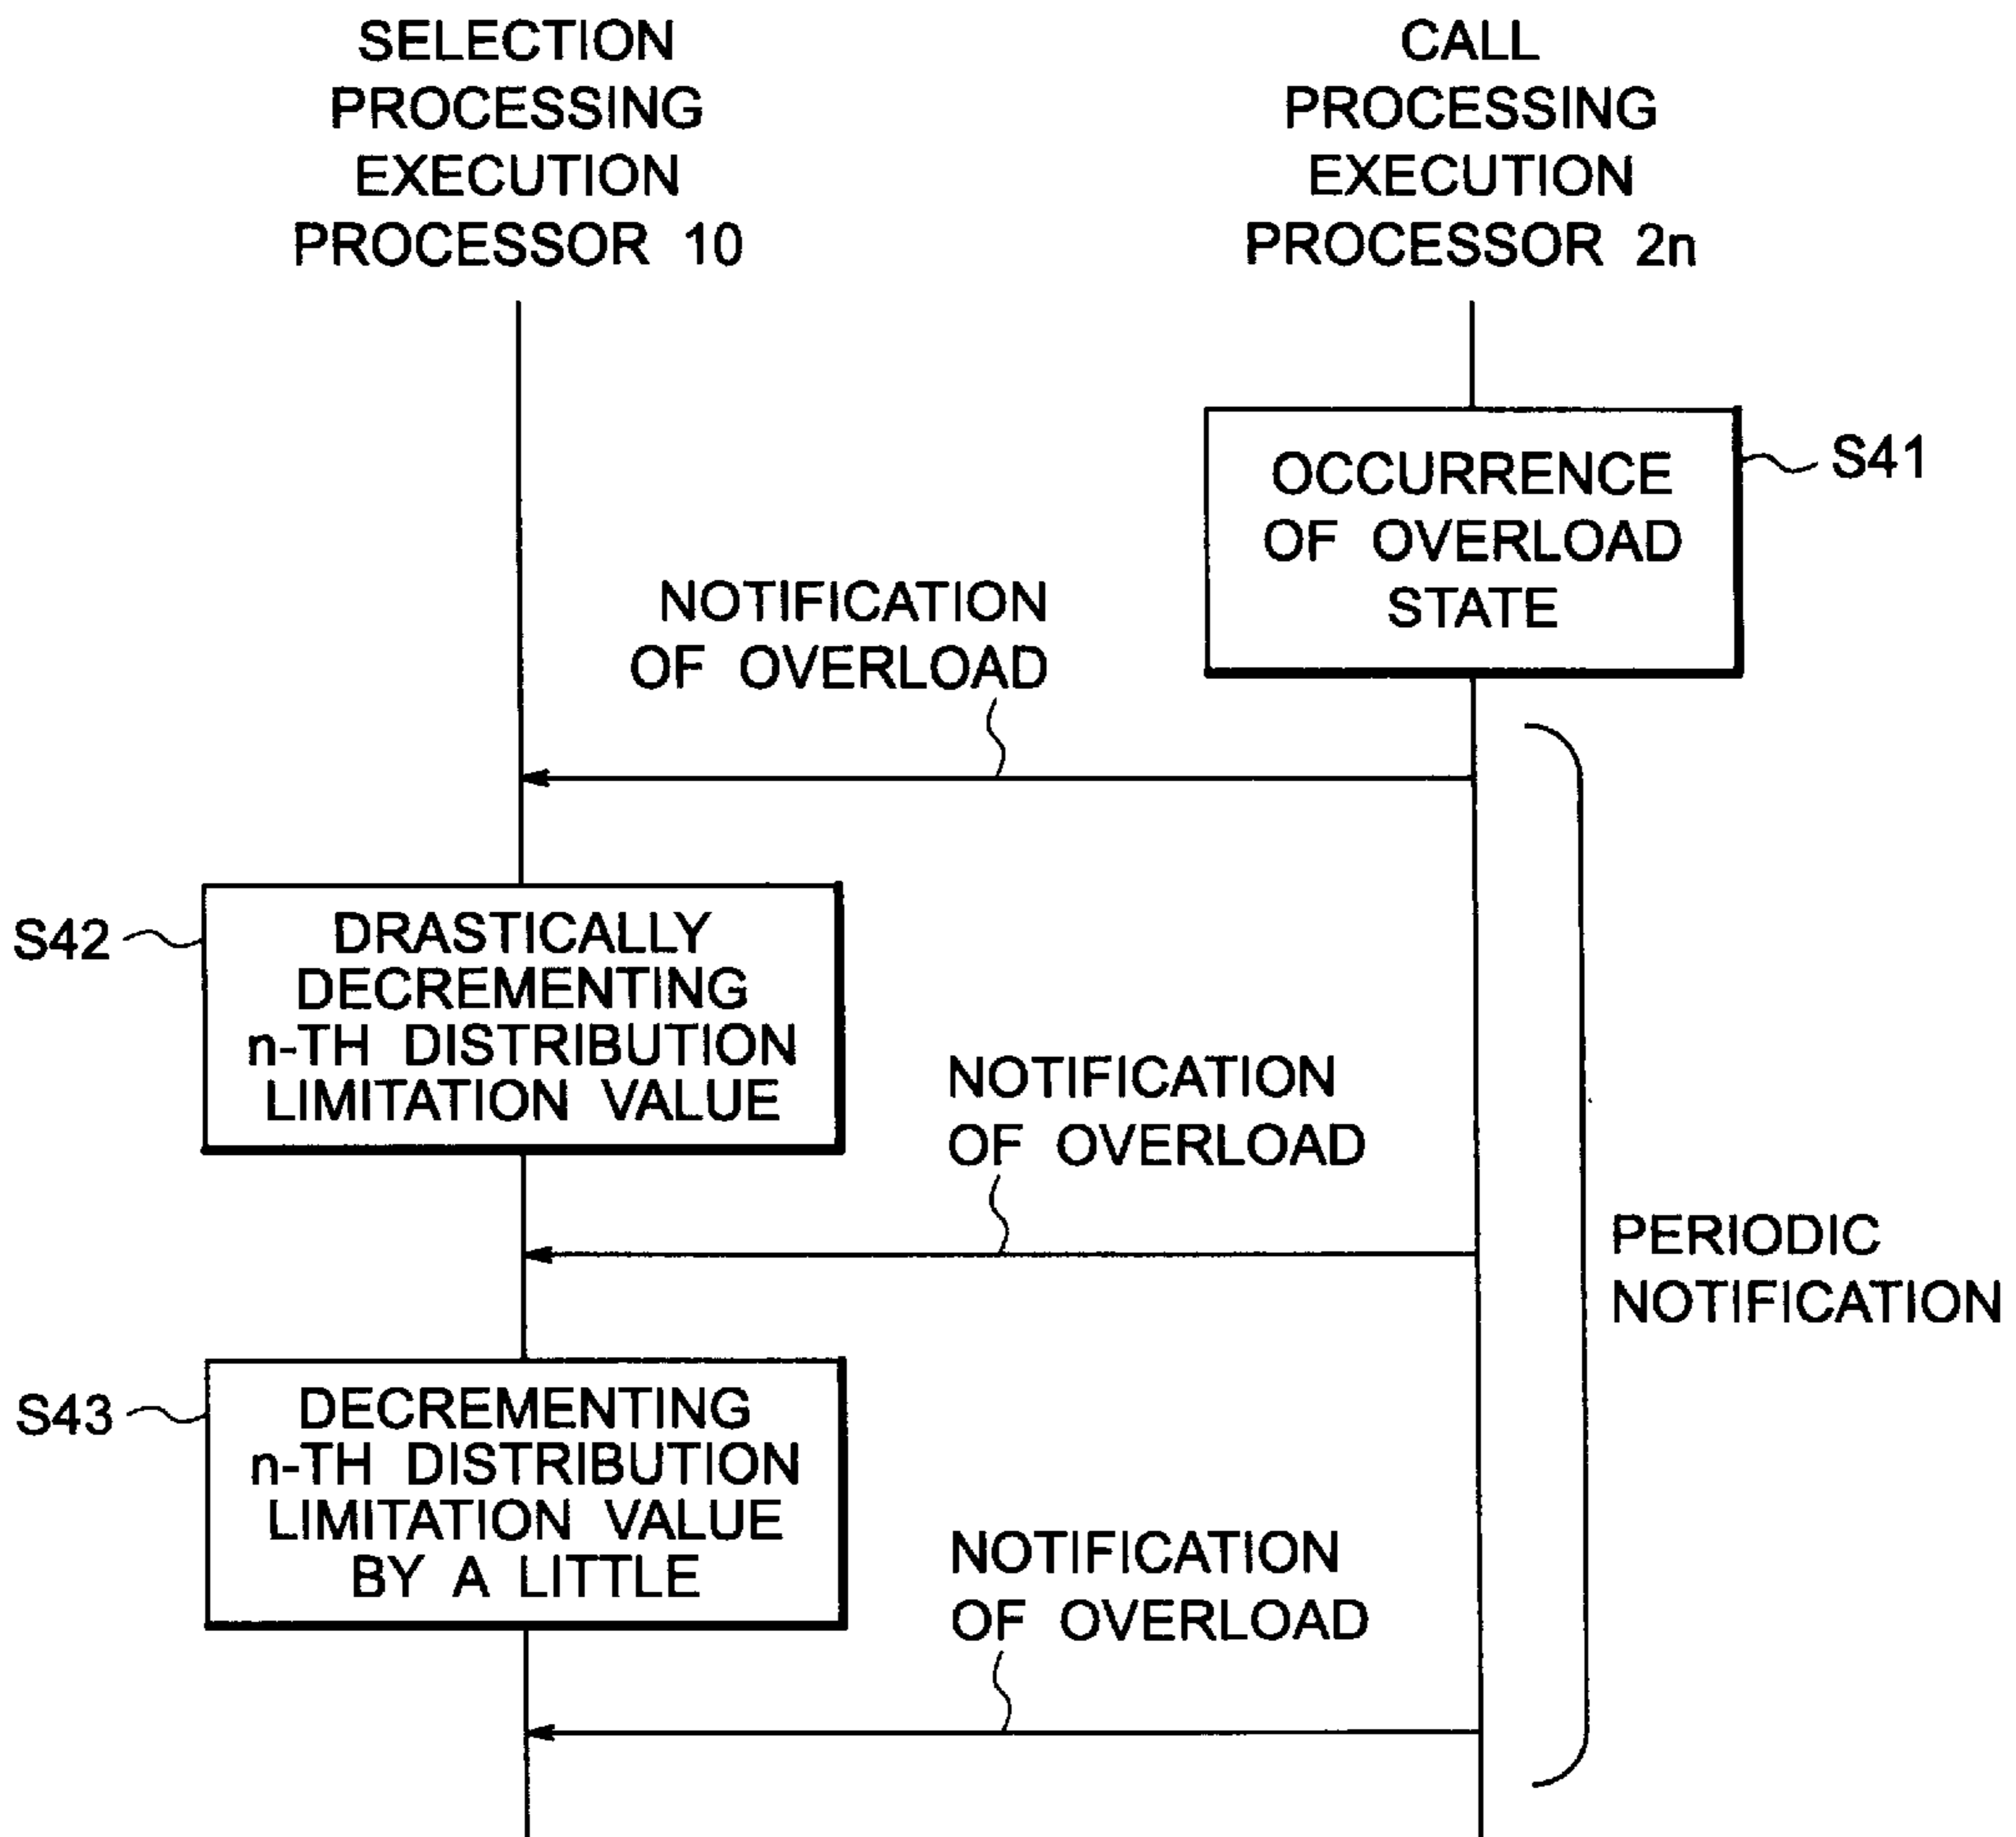 SELECTION
PROCESSING
EXECUTION
PROCESSOR 10
CALL
PROCESSING
EXECUTION
PROCESSOR 2n
OCCURRENCE
OF OVERLOAD
STATE
S41
NOTIFICATION
OF OVERLOAD
S42
DRASTICALLY
DECREMENTING
n-TH DISTRIBUTION
LIMITATION VALUE
NOTIFICATION
OF OVERLOAD
PERIODIC
NOTIFICATION
S43
DECREMENTING
n-TH DISTRIBUTION
LIMITATION VALUE
BY A LITTLE
NOTIFICATION
OF OVERLOAD